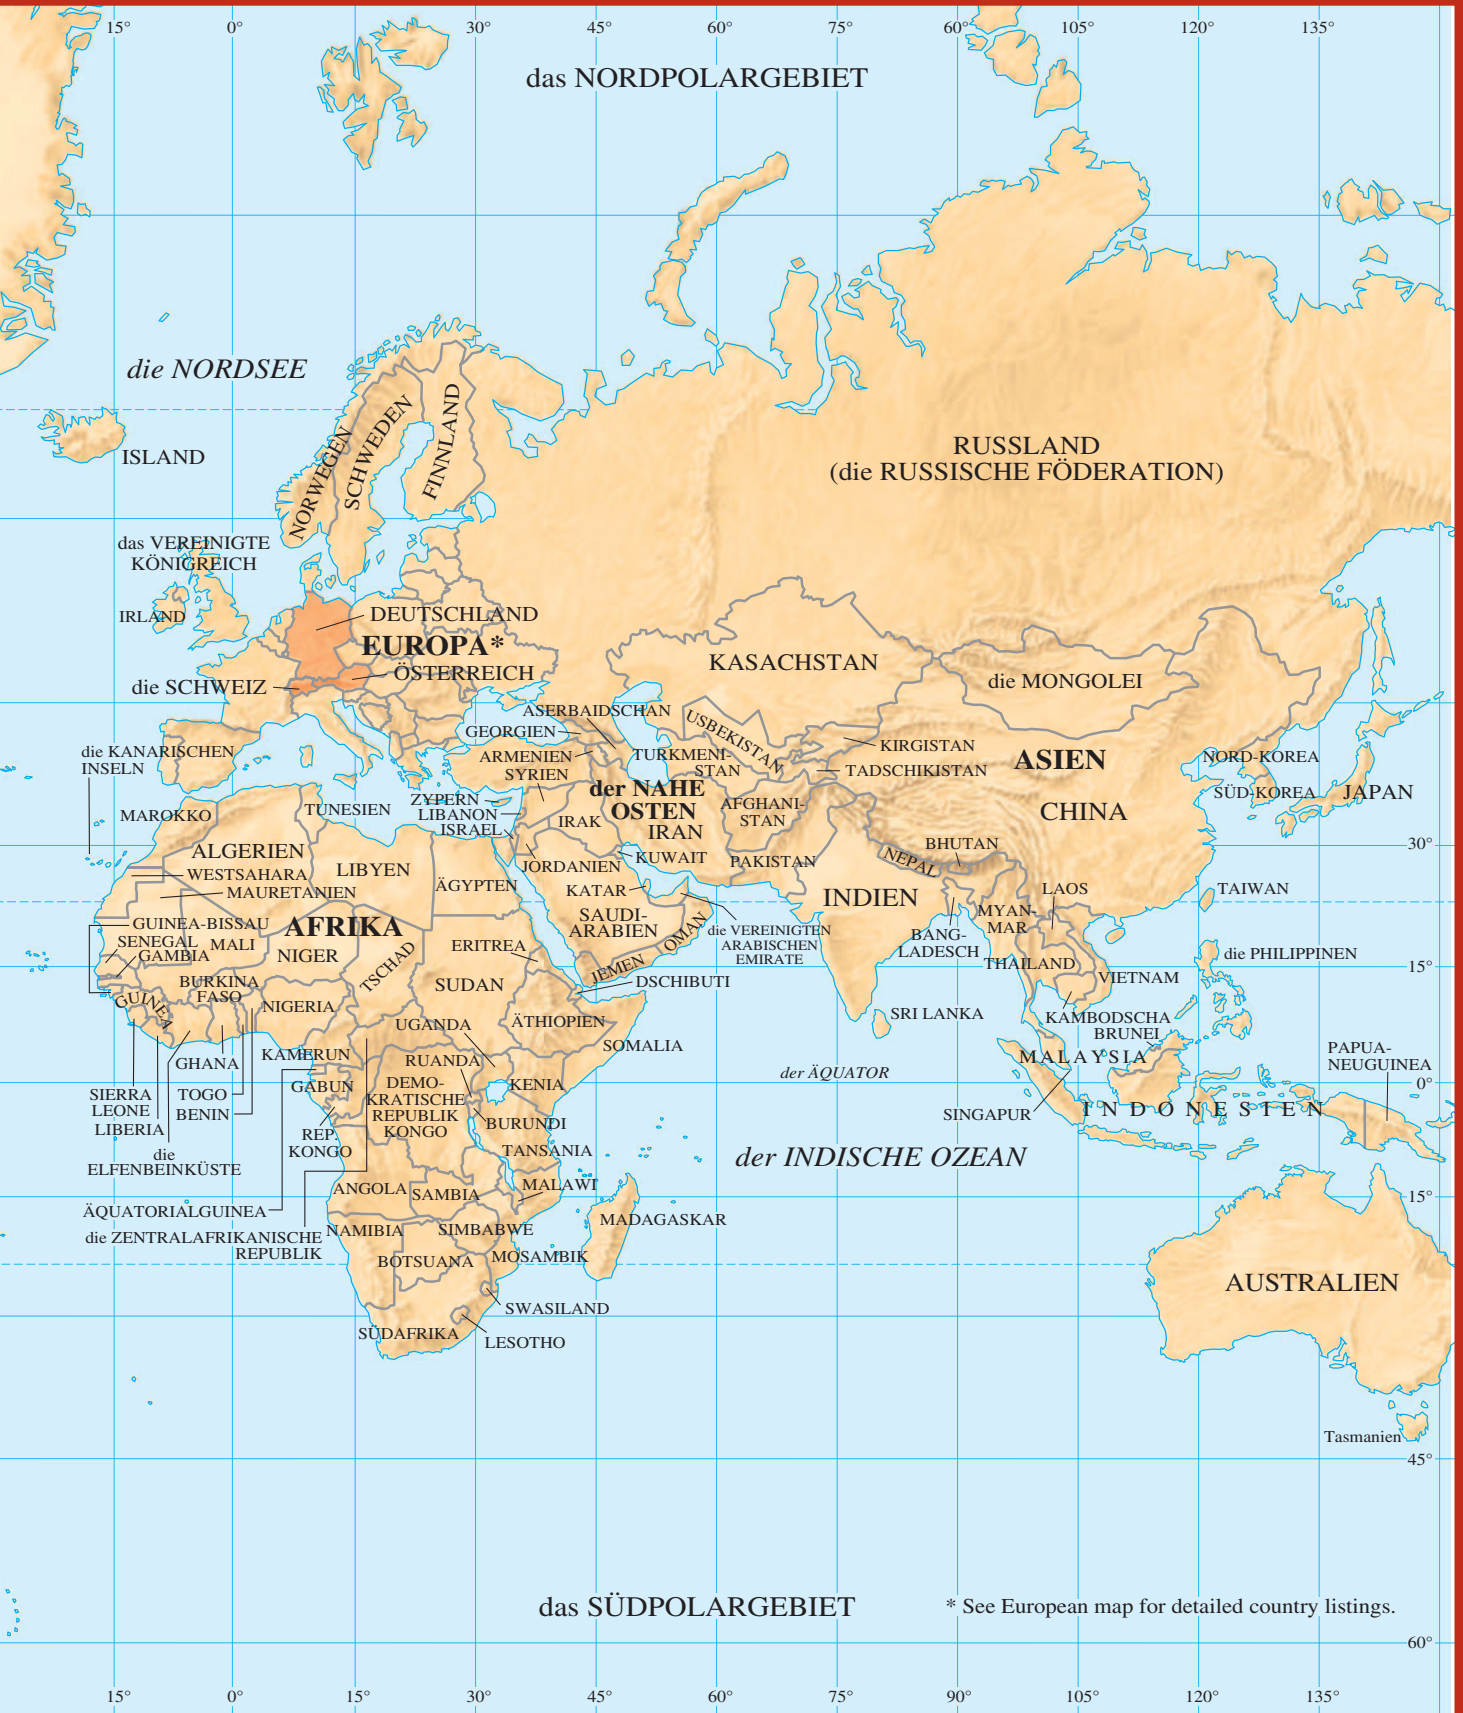 15°
0°
30°
45°
60°
75°
60°
105°
120°
135°
das NORDPOLARGEBIET
die NORDSEE
ISLAND
NORWEGEN
SCHWEDEN
FINNLAND
RUSSLAND
(die RUSSISCHE FÖDERATION)
das VEREINIGTE
KÖNIGREICH
IRLAND
DEUTSCHLAND
EUROPA*
ÖSTERREICH
die SCHWEIZ
KASACHSTAN
die MONGOLEI
ASERBAIDSCHAN
GEORGIEN
ARMENIEN
SYRIEN
USBEKISTAN
TURKMENI-
STAN
KIRGISTAN
TADSCHIKISTAN
ASIEN
NORD-KOREA
SÜD-KOREA
JAPAN
CHINA
die KANARISCHEN
INSELN
MAROKKO
TUNESIEN
ZYPERN
LIBANON
ISRAEL
der NAHE
OSTEN
IRAK
IRAN
AFGHANI-
STAN
ALGERIEN
LIBYEN
ÄGYPTEN
JORDANIEN
KUWAIT
PAKISTAN
NEPAL
BHUTAN
30°
WESTSAHARA
MAURETANIEN
KATAR
INDIEN
LAOS
TAIWAN
GUINEA-BISSAU
AFRIKA
SAUDI-
ARABIEN
OMAN
die VEREINIGTEN
ARABISCHEN
EMIRATE
BANG-
LADESCH
MYAN-
MAR
SENEGAL
MALI
GAMBIA
NIGER
TSCHAD
ERITREA
JEMEN
THAILAND
VIETNAM
die PHILIPPINEN
15°
BURKINA
FASO
GUINEA
NIGERIA
SUDAN
DSCHIBUTI
UGANDA
ÄTHIOPIEN
SOMALIA
SRI LANKA
KAMBODSCHA
BRUNEI
GHANA
KAMERUN
RUANDA
MALAYSIA
PAPUA-
NEUGUINEA
der ÄQUATOR
0°
SIERRA
LEONE
LIBERIA
TOGO
BENIN
GABUN
DEMO-
KRATISCHE
REPUBLIK
KONGO
KENIA
BURUNDI
SINGAPUR
INDONESIEN
REP.
KONGO
TANSANIA
die
ELFENBEINKÜSTE
der INDISCHE OZEAN
ANGOLA
SAMBIA
MALAWI
15°
ÄQUATORIALGUINEA
MADAGASKAR
die ZENTRALAFRIKANISCHE
REPUBLIK
NAMIBIA
SIMBABWE
BOTSUANA
MOSAMBIK
AUSTRALIEN
SWASILAND
SÜDAFRIKA
LESOTHO
Tasmanien
45°
das SÜDPOLARGEBIET
* See European map for detailed country listings.
60°
15°
0°
15°
30°
45°
60°
75°
90°
105°
120°
135°